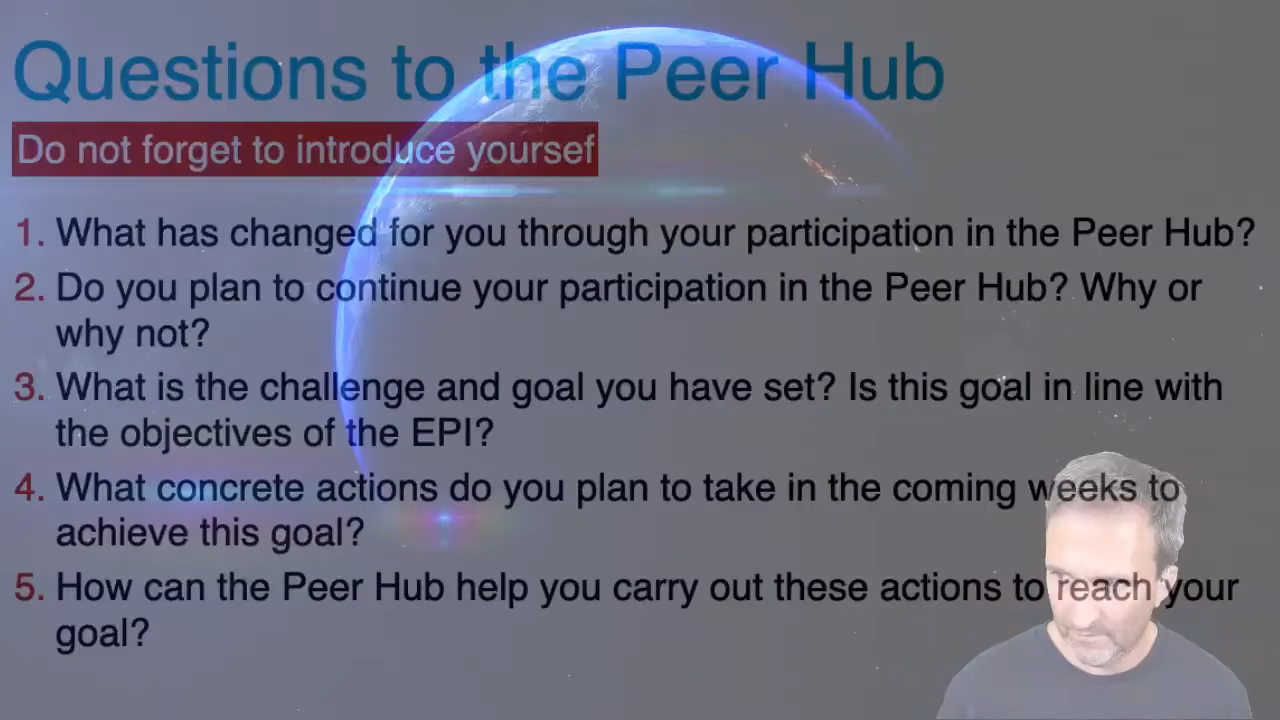 Questions to the Peer Hub
Do not forget to introduce yoursef
1. What has changed for you through your participation in the Peer Hub?
2. Do you plan to continue your participation in the Peer Hub? Why or
why not?
3. What is the challenge and goal you have set? Is this goal in line with
the objectives of the EPI?
4. What concrete actions do you plan to take in the coming weeks to
achieve this goal?
5. How can the Peer Hub help you carry out these actions to reach your
goal?